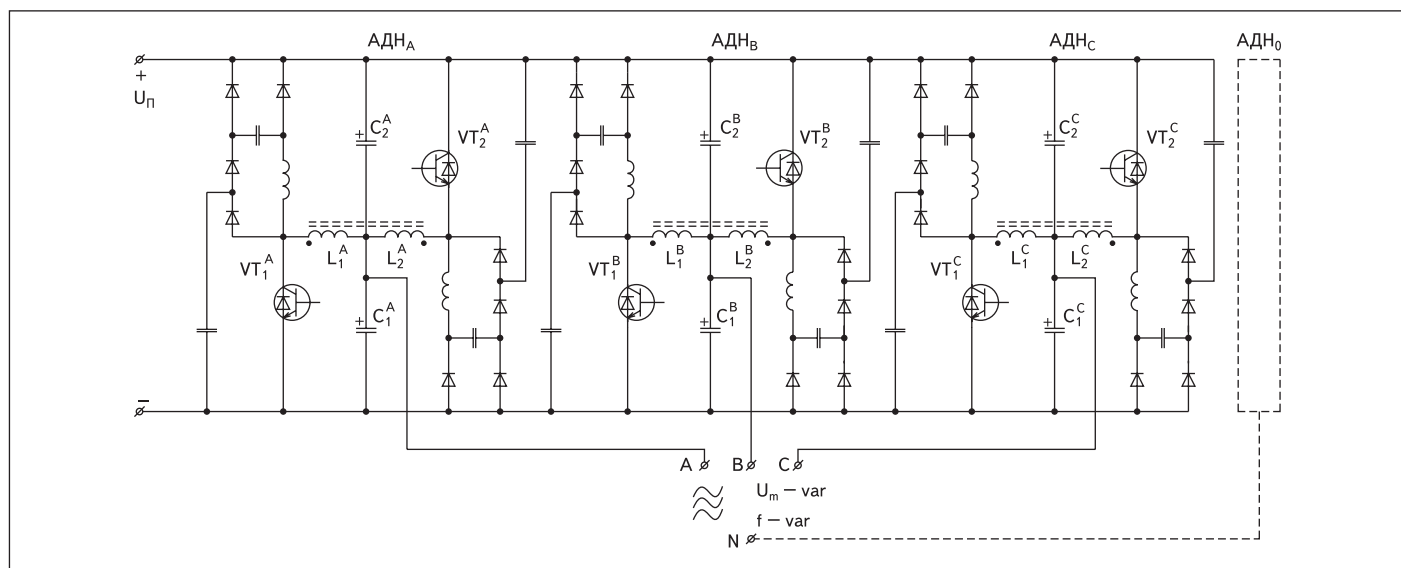 АДН_A АДН_B АДН_C АДН_0
+
U_П
C_2^A VT_2^A C_2^B VT_2^B C_2^C VT_2^C
+ + +
VT_1^A L_1^A L_2^A VT_1^B L_1^B L_2^B VT_1^C L_1^C L_2^C
+ C_1^A + C_1^B + C_1^C
−
A B C
U_m – var
f – var
N